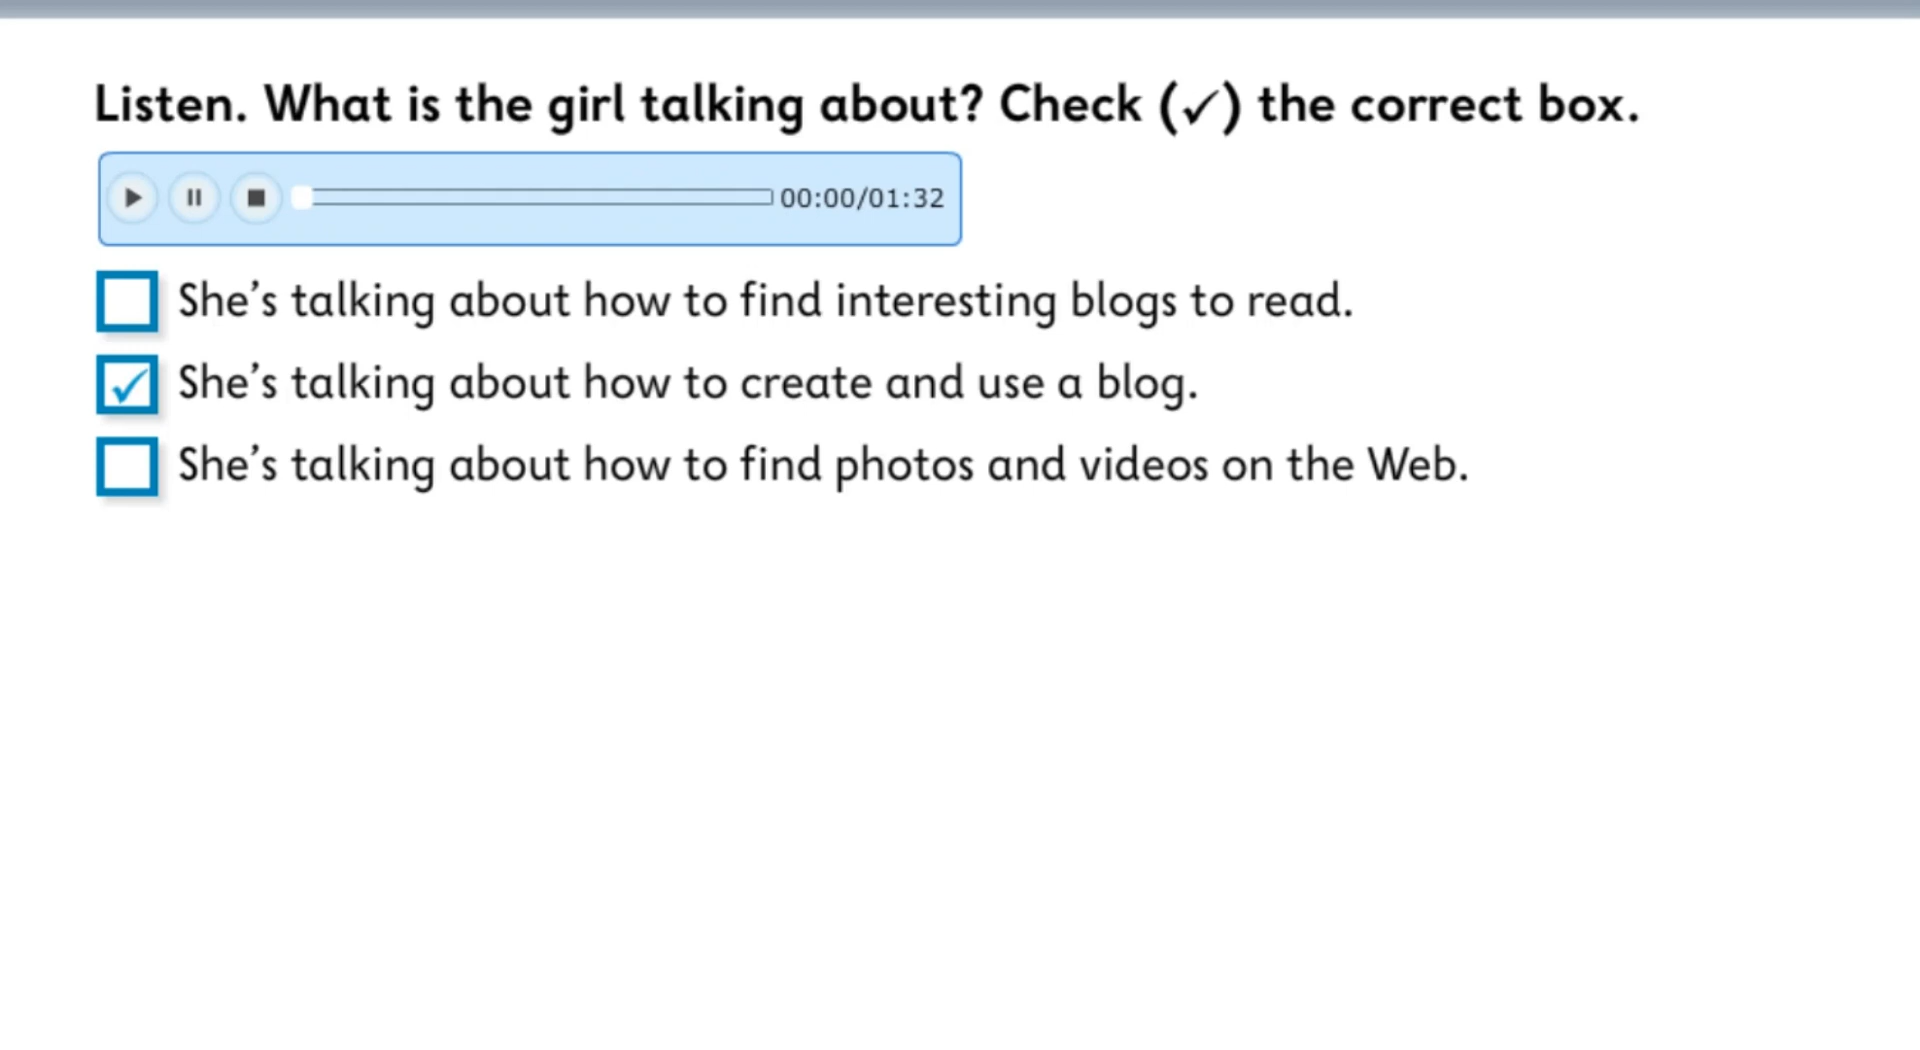 Listen. What is the girl talking about? Check (✓) the correct box.
00:00/01:32
She's talking about how to find interesting blogs to read.
✓ She's talking about how to create and use a blog.
She's talking about how to find photos and videos on the Web.